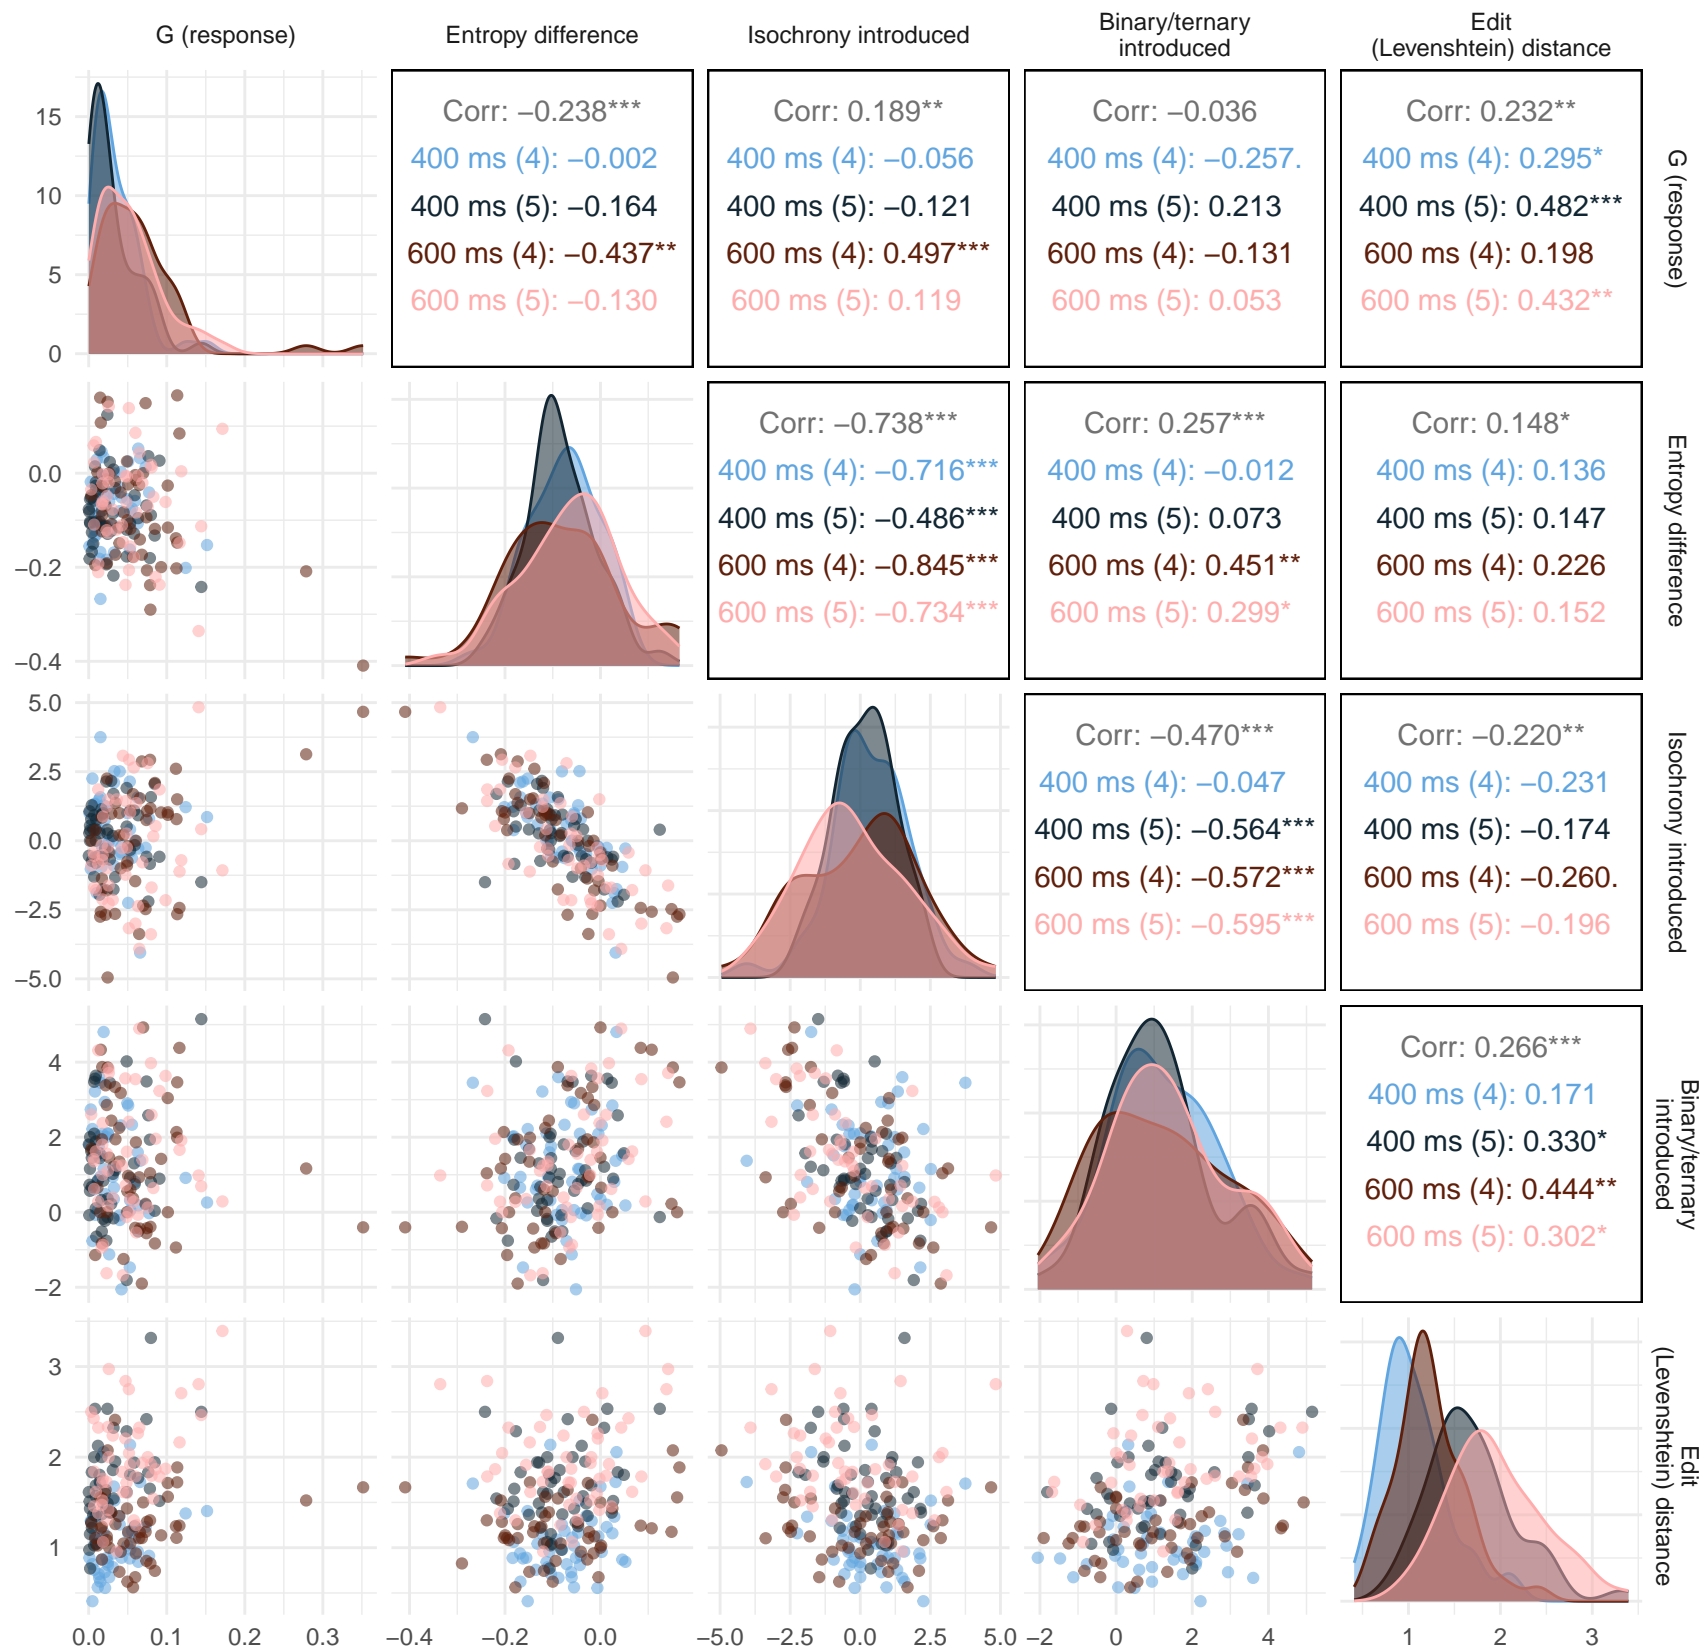 G (response)
Entropy difference
Isochrony introduced
Binary/ternary
introduced
Edit
(Levenshtein) distance
15
10
5
0
Corr: −0.238***
400 ms (4): −0.002
400 ms (5): −0.164
600 ms (4): −0.437**
600 ms (5): −0.130
Corr: 0.189**
400 ms (4): −0.056
400 ms (5): −0.121
600 ms (4): 0.497***
600 ms (5): 0.119
Corr: −0.036
400 ms (4): −0.257.
400 ms (5): 0.213
600 ms (4): −0.131
600 ms (5): 0.053
Corr: 0.232**
400 ms (4): 0.295*
400 ms (5): 0.482***
600 ms (4): 0.198
600 ms (5): 0.432**
G (response)
0.0
−0.2
−0.4
Corr: −0.738***
400 ms (4): −0.716***
400 ms (5): −0.486***
600 ms (4): −0.845***
600 ms (5): −0.734***
Corr: 0.257***
400 ms (4): −0.012
400 ms (5): 0.073
600 ms (4): 0.451**
600 ms (5): 0.299*
Corr: 0.148*
400 ms (4): 0.136
400 ms (5): 0.147
600 ms (4): 0.226
600 ms (5): 0.152
Entropy difference
5.0
2.5
0.0
−2.5
−5.0
Corr: −0.470***
400 ms (4): −0.047
400 ms (5): −0.564***
600 ms (4): −0.572***
600 ms (5): −0.595***
Corr: −0.220**
400 ms (4): −0.231
400 ms (5): −0.174
600 ms (4): −0.260.
600 ms (5): −0.196
Isochrony introduced
4
2
0
−2
Corr: 0.266***
400 ms (4): 0.171
400 ms (5): 0.330*
600 ms (4): 0.444**
600 ms (5): 0.302*
Binary/ternary
introduced
3
2
1
Edit
(Levenshtein) distance
0.0 0.1 0.2 0.3
−0.4 −0.2 0.0
−5.0 −2.5 0.0 2.5 5.0
−2 0 2 4
1 2 3